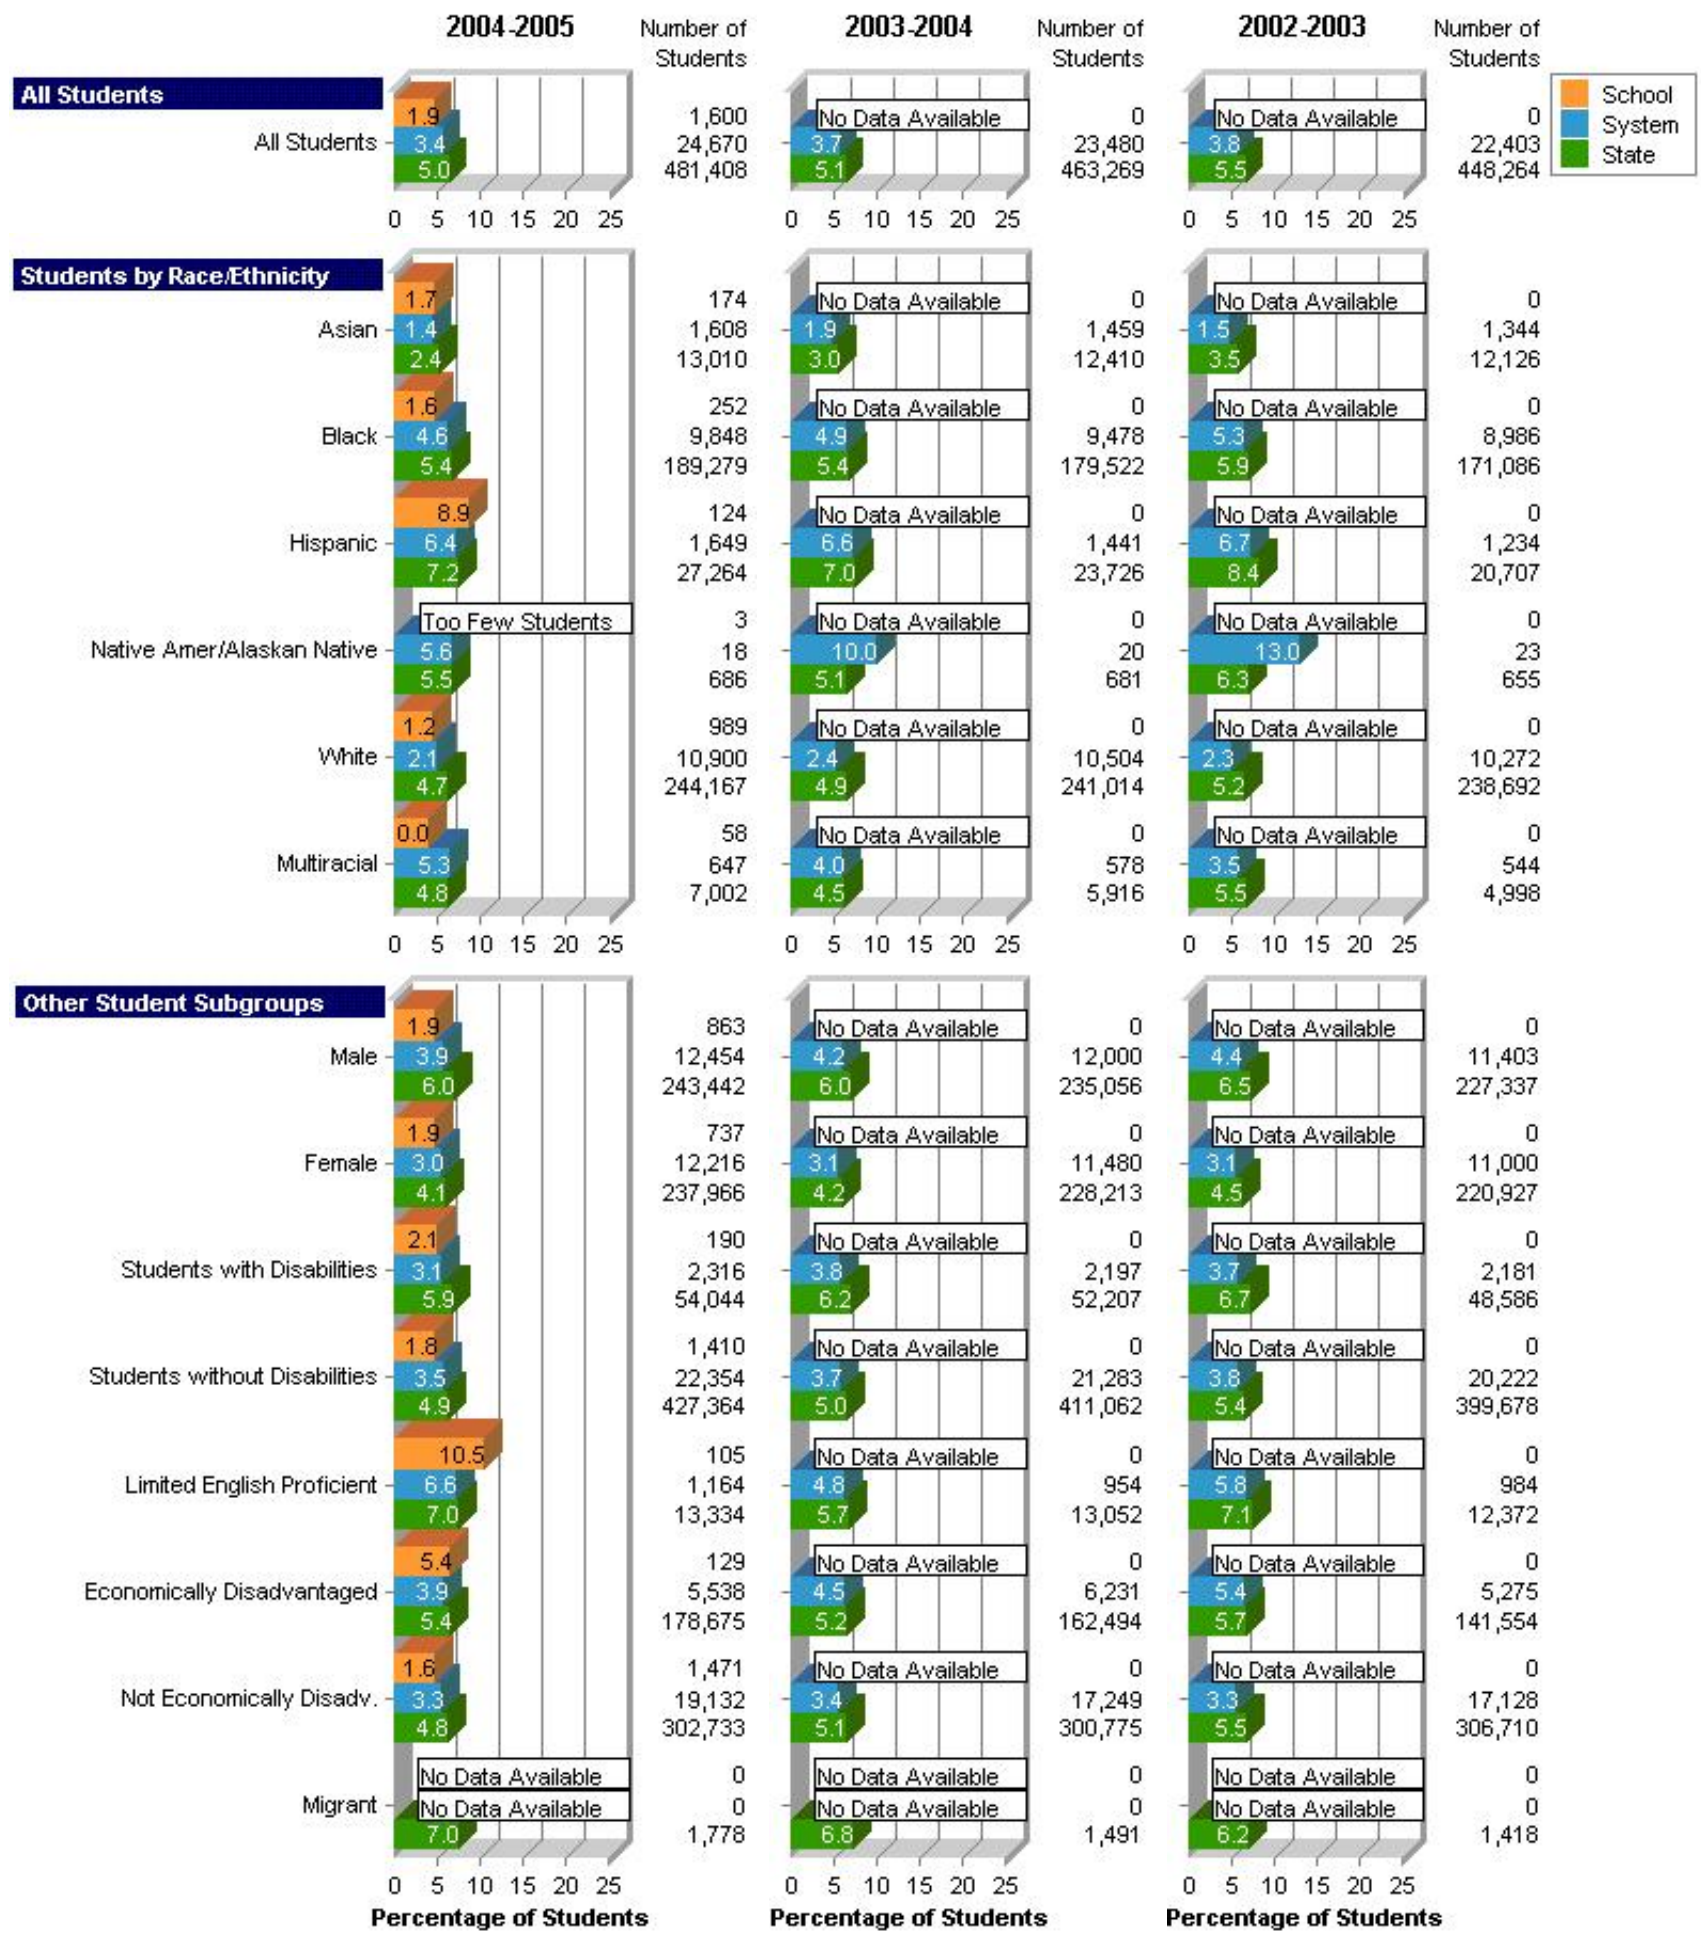 2004-2005 Number of Students 2003-2004 Number of Students 2002-2003 Number of Students
School
System
State
All Students
1.9 1,600 No Data Available 0 No Data Available 0
All Students 3.4 24,670 3.7 23,480 3.8 22,403
5.0 481,408 5.1 463,269 5.5 448,264
0 5 10 15 20 25 0 5 10 15 20 25 0 5 10 15 20 25
Students by Race/Ethnicity
1.7 174 No Data Available 0 No Data Available 0
Asian 1.4 1,608 1.9 1,459 1.5 1,344
2.4 13,010 3.0 12,410 3.5 12,126
1.6 252 No Data Available 0 No Data Available 0
Black 4.6 9,848 4.9 9,478 5.3 8,986
5.4 189,279 5.4 179,522 5.9 171,086
8.9 124 No Data Available 0 No Data Available 0
Hispanic 6.4 1,649 6.6 1,441 6.7 1,234
7.2 27,264 7.0 23,726 8.4 20,707
Too Few Students 3 No Data Available 0 No Data Available 0
Native Amer/Alaskan Native 5.6 18 10.0 20 13.0 23
5.5 686 5.1 681 6.3 655
1.2 989 No Data Available 0 No Data Available 0
White 2.1 10,900 2.4 10,504 2.3 10,272
4.7 244,167 4.9 241,014 5.2 238,692
0.0 58 No Data Available 0 No Data Available 0
Multiracial 5.3 647 4.0 578 3.5 544
4.8 7,002 4.5 5,916 5.5 4,998
0 5 10 15 20 25 0 5 10 15 20 25 0 5 10 15 20 25
Other Student Subgroups
1.9 863 No Data Available 0 No Data Available 0
Male 3.9 12,454 4.2 12,000 4.4 11,403
6.0 243,442 6.0 235,056 6.5 227,337
1.9 737 No Data Available 0 No Data Available 0
Female 3.0 12,216 3.1 11,480 3.1 11,000
4.1 237,966 4.2 228,213 4.5 220,927
2.1 190 No Data Available 0 No Data Available 0
Students with Disabilities 3.1 2,316 3.8 2,197 3.7 2,181
5.9 54,044 6.2 52,207 6.7 48,586
1.8 1,410 No Data Available 0 No Data Available 0
Students without Disabilities 3.5 22,354 3.7 21,283 3.8 20,222
4.9 427,364 5.0 411,062 5.4 399,678
10.5 105 No Data Available 0 No Data Available 0
Limited English Proficient 6.6 1,164 4.8 954 5.8 984
7.0 13,334 5.7 13,052 7.1 12,372
5.4 129 No Data Available 0 No Data Available 0
Economically Disadvantaged 3.9 5,538 4.5 6,231 5.4 5,275
5.4 178,675 5.2 162,494 5.7 141,554
1.6 1,471 No Data Available 0 No Data Available 0
Not Economically Disadv. 3.3 19,132 3.4 17,249 3.3 17,128
4.8 302,733 5.1 300,775 5.5 306,710
No Data Available 0 No Data Available 0 No Data Available 0
Migrant No Data Available 0 No Data Available 0 No Data Available 0
7.0 1,778 6.8 1,491 6.2 1,418
0 5 10 15 20 25 0 5 10 15 20 25 0 5 10 15 20 25
Percentage of Students Percentage of Students Percentage of Students